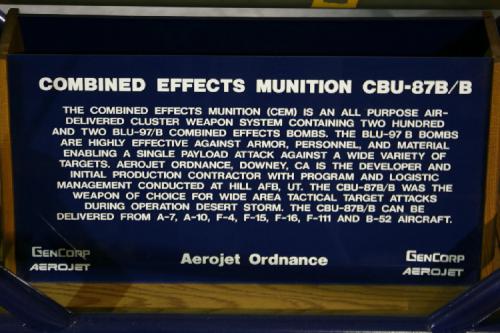 COMBINED EFFECTS MUNITION CBU-87B/B
THE COMBINED EFFECTS MUNITION (CEM) IS AN ALL PURPOSE AIR-
DELIVERED CLUSTER WEAPON SYSTEM CONTAINING TWO HUNDRED
AND TWO BLU-97/B COMBINED EFFECTS BOMBS. THE BLU-97 B BOMBS
ARE HIGHLY EFFECTIVE AGAINST ARMOR, PERSONNEL, AND MATERIAL
ENABLING A SINGLE PAYLOAD ATTACK AGAINST A WIDE VARIETY OF
TARGETS. AEROJET ORDNANCE, DOWNEY, CA IS THE DEVELOPER AND
INITIAL PRODUCTION CONTRACTOR WITH PROGRAM AND LOGISTIC
MANAGEMENT CONDUCTED AT HILL AFB, UT. THE CBU-87B/B WAS THE
WEAPON OF CHOICE FOR WIDE AREA TACTICAL TARGET ATTACKS
DURING OPERATION DESERT STORM. THE CBU-87B/B CAN BE
DELIVERED FROM A-7, A-10, F-4, F-15, F-16, F-111 AND B-52 AIRCRAFT.
GENCORP
AEROJET
Aerojet Ordnance
GENCORP
AEROJET